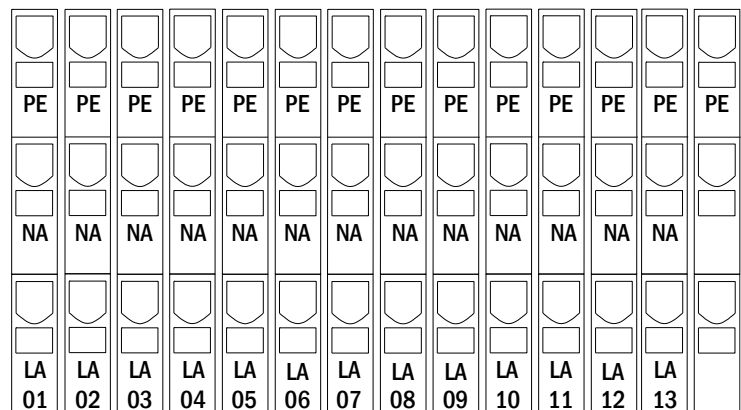 PE PE PE PE PE PE PE PE PE PE PE PE PE PE
NA NA NA NA NA NA NA NA NA NA NA NA NA
LA LA LA LA LA LA LA LA LA LA LA LA LA
01 02 03 04 05 06 07 08 09 10 11 12 13